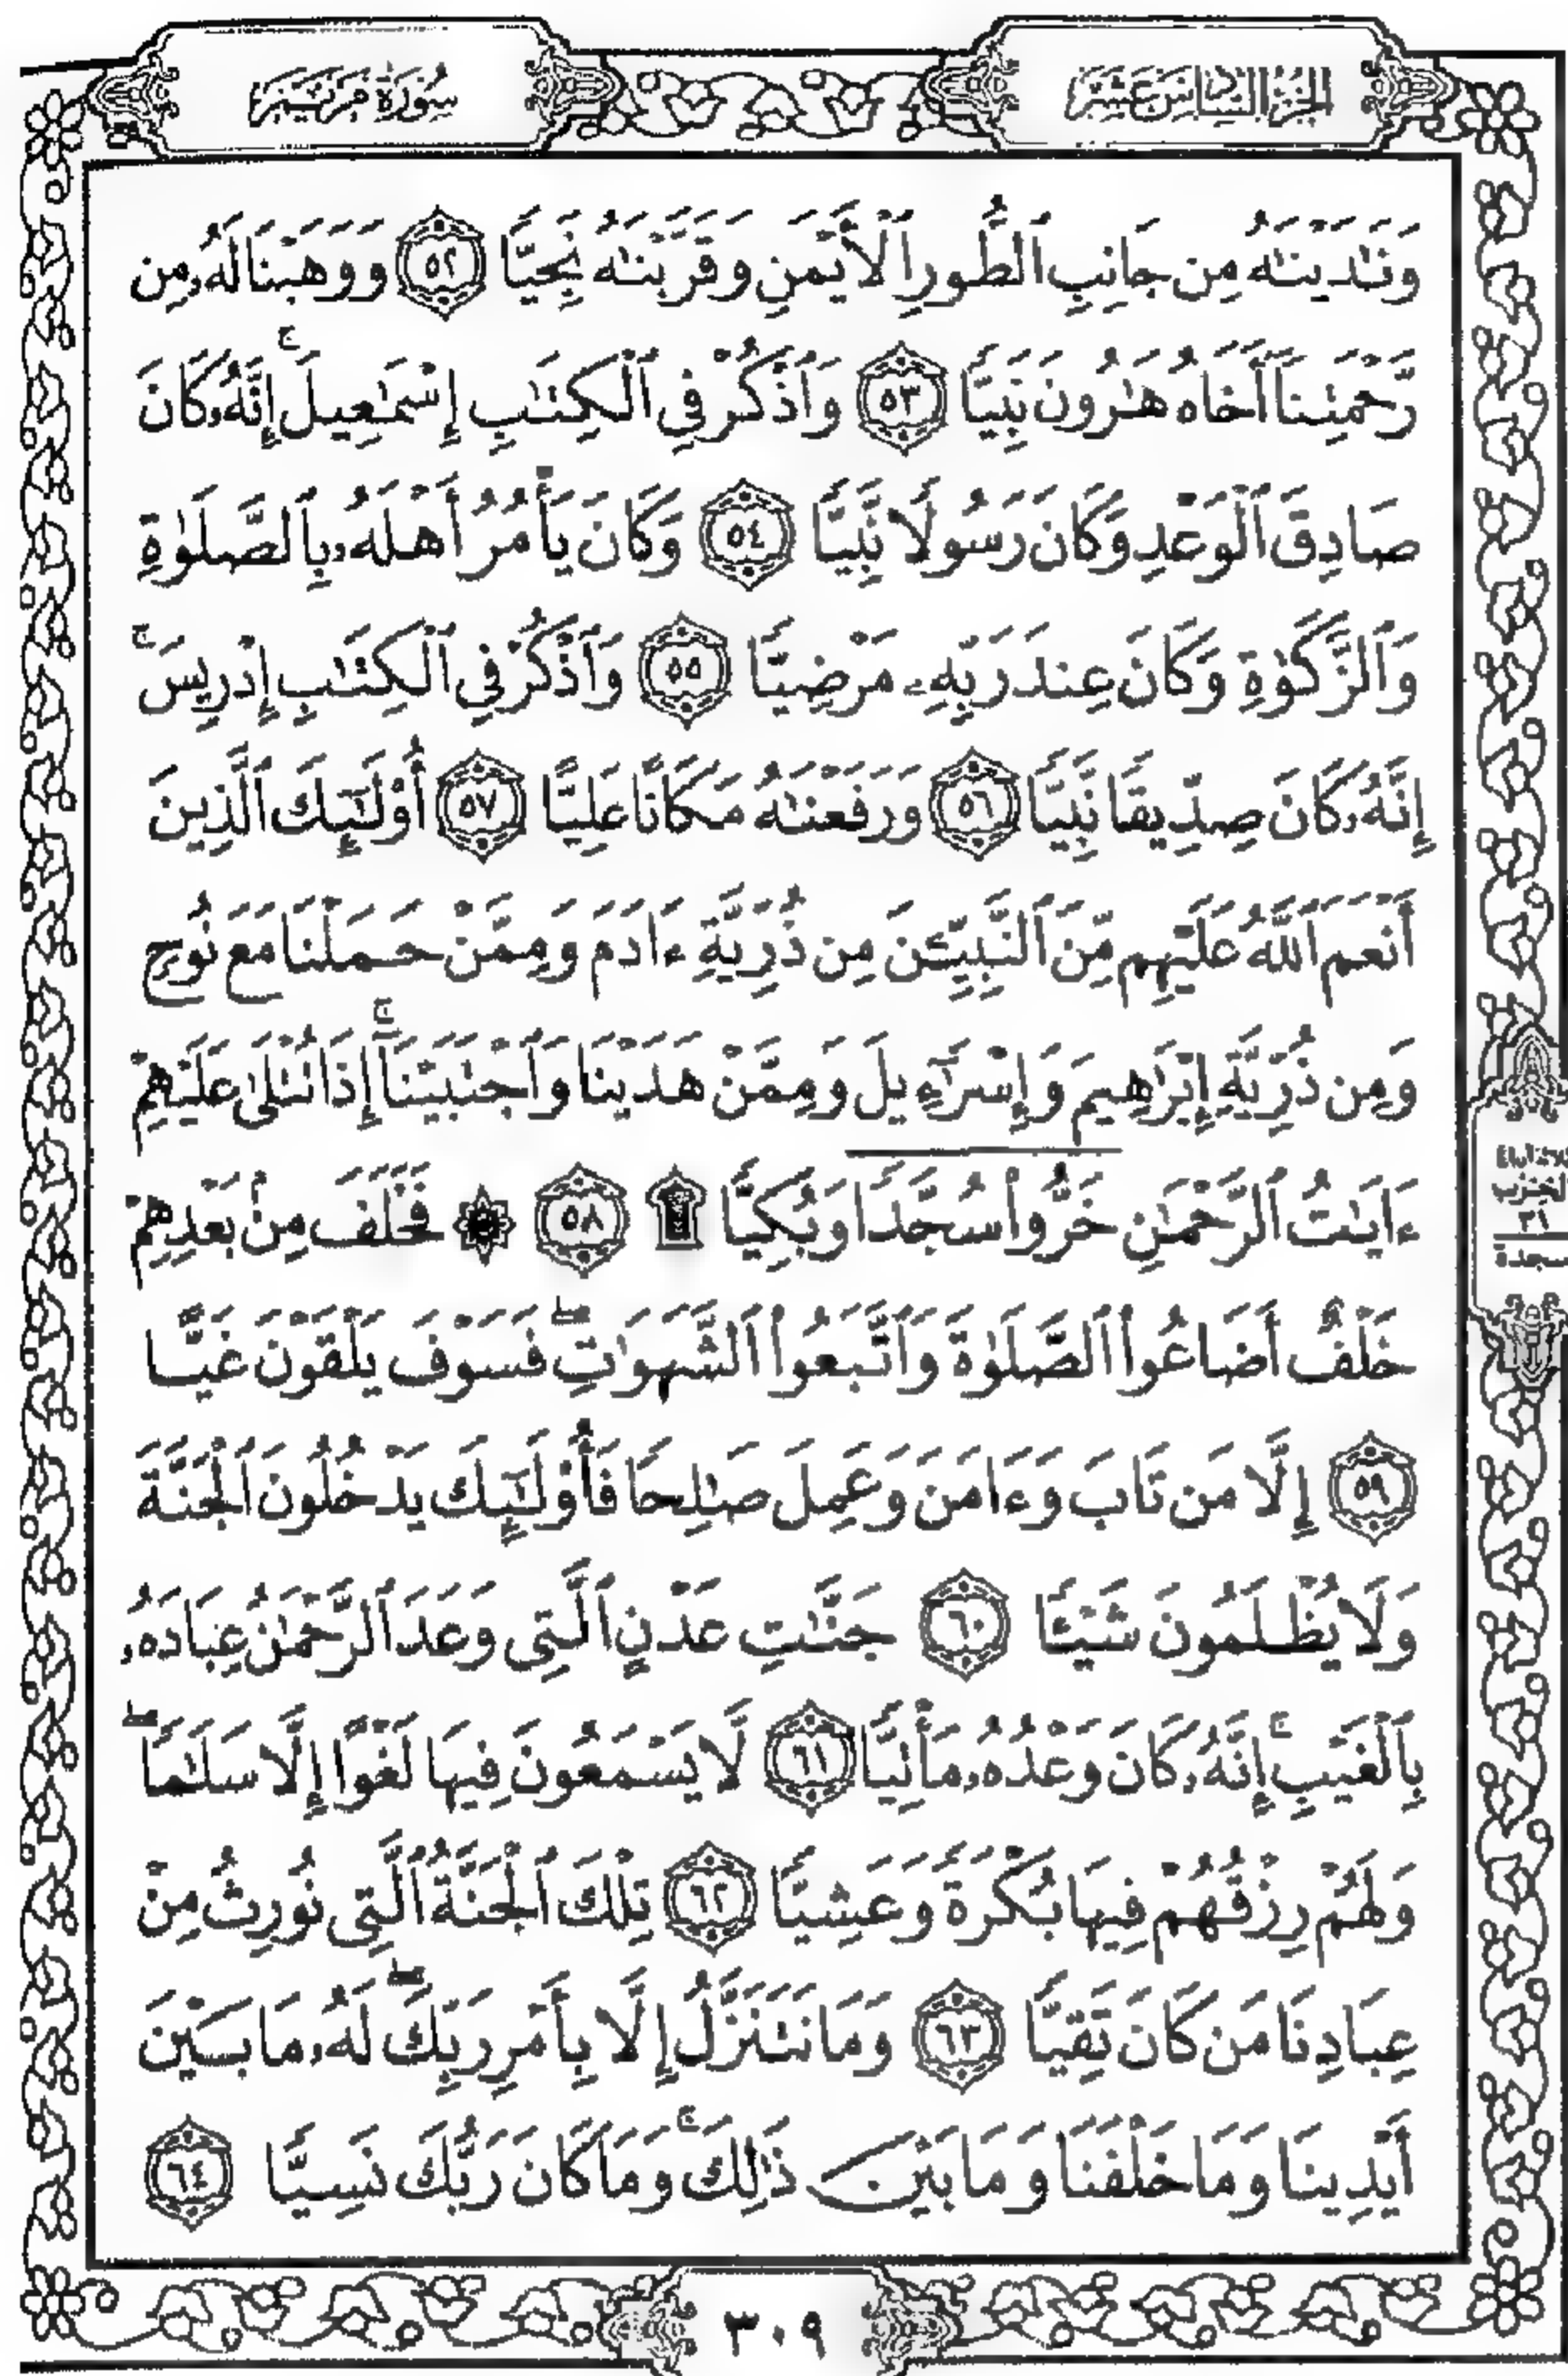 الجزء السادس عشر
سورة مريم
وَنَٰدَيْنَٰهُ مِن جَانِبِ ٱلطُّورِ ٱلْأَيْمَنِ وَقَرَّبْنَٰهُ نَجِيًّا ٥٢ وَوَهَبْنَا لَهُۥ مِن
رَّحْمَتِنَآ أَخَاهُ هَٰرُونَ نَبِيًّا ٥٣ وَٱذْكُرْ فِى ٱلْكِتَٰبِ إِسْمَٰعِيلَ ۚ إِنَّهُۥ كَانَ
صَادِقَ ٱلْوَعْدِ وَكَانَ رَسُولًا نَّبِيًّا ٥٤ وَكَانَ يَأْمُرُ أَهْلَهُۥ بِٱلصَّلَوٰةِ
وَٱلزَّكَوٰةِ وَكَانَ عِندَ رَبِّهِۦ مَرْضِيًّا ٥٥ وَٱذْكُرْ فِى ٱلْكِتَٰبِ إِدْرِيسَ ۚ
إِنَّهُۥ كَانَ صِدِّيقًا نَّبِيًّا ٥٦ وَرَفَعْنَٰهُ مَكَانًا عَلِيًّا ٥٧ أُو۟لَٰٓئِكَ ٱلَّذِينَ
أَنْعَمَ ٱللَّهُ عَلَيْهِم مِّنَ ٱلنَّبِيِّـۧنَ مِن ذُرِّيَّةِ ءَادَمَ وَمِمَّنْ حَمَلْنَا مَعَ نُوحٍ
وَمِن ذُرِّيَّةِ إِبْرَٰهِيمَ وَإِسْرَٰٓءِيلَ وَمِمَّنْ هَدَيْنَا وَٱجْتَبَيْنَآ ۚ إِذَا تُتْلَىٰ عَلَيْهِمْ
ءَايَٰتُ ٱلرَّحْمَٰنِ خَرُّوا۟ سُجَّدًا وَبُكِيًّا ۩ ٥٨ ۞ فَخَلَفَ مِنۢ بَعْدِهِمْ
خَلْفٌ أَضَاعُوا۟ ٱلصَّلَوٰةَ وَٱتَّبَعُوا۟ ٱلشَّهَوَٰتِ ۖ فَسَوْفَ يَلْقَوْنَ غَيًّا
٥٩ إِلَّا مَن تَابَ وَءَامَنَ وَعَمِلَ صَٰلِحًا فَأُو۟لَٰٓئِكَ يَدْخُلُونَ ٱلْجَنَّةَ
وَلَا يُظْلَمُونَ شَيْـًٔا ٦٠ جَنَّٰتِ عَدْنٍ ٱلَّتِى وَعَدَ ٱلرَّحْمَٰنُ عِبَادَهُۥ
بِٱلْغَيْبِ ۚ إِنَّهُۥ كَانَ وَعْدُهُۥ مَأْتِيًّا ٦١ لَّا يَسْمَعُونَ فِيهَا لَغْوًا إِلَّا سَلَٰمًا ۖ
وَلَهُمْ رِزْقُهُمْ فِيهَا بُكْرَةً وَعَشِيًّا ٦٢ تِلْكَ ٱلْجَنَّةُ ٱلَّتِى نُورِثُ مِنْ
عِبَادِنَا مَن كَانَ تَقِيًّا ٦٣ وَمَا نَتَنَزَّلُ إِلَّا بِأَمْرِ رَبِّكَ ۖ لَهُۥ مَا بَيْنَ
أَيْدِينَا وَمَا خَلْفَنَا وَمَا بَيْنَ ذَٰلِكَ ۚ وَمَا كَانَ رَبُّكَ نَسِيًّا ٦٤
الحزب
٣١
سجدة
٣٠٩